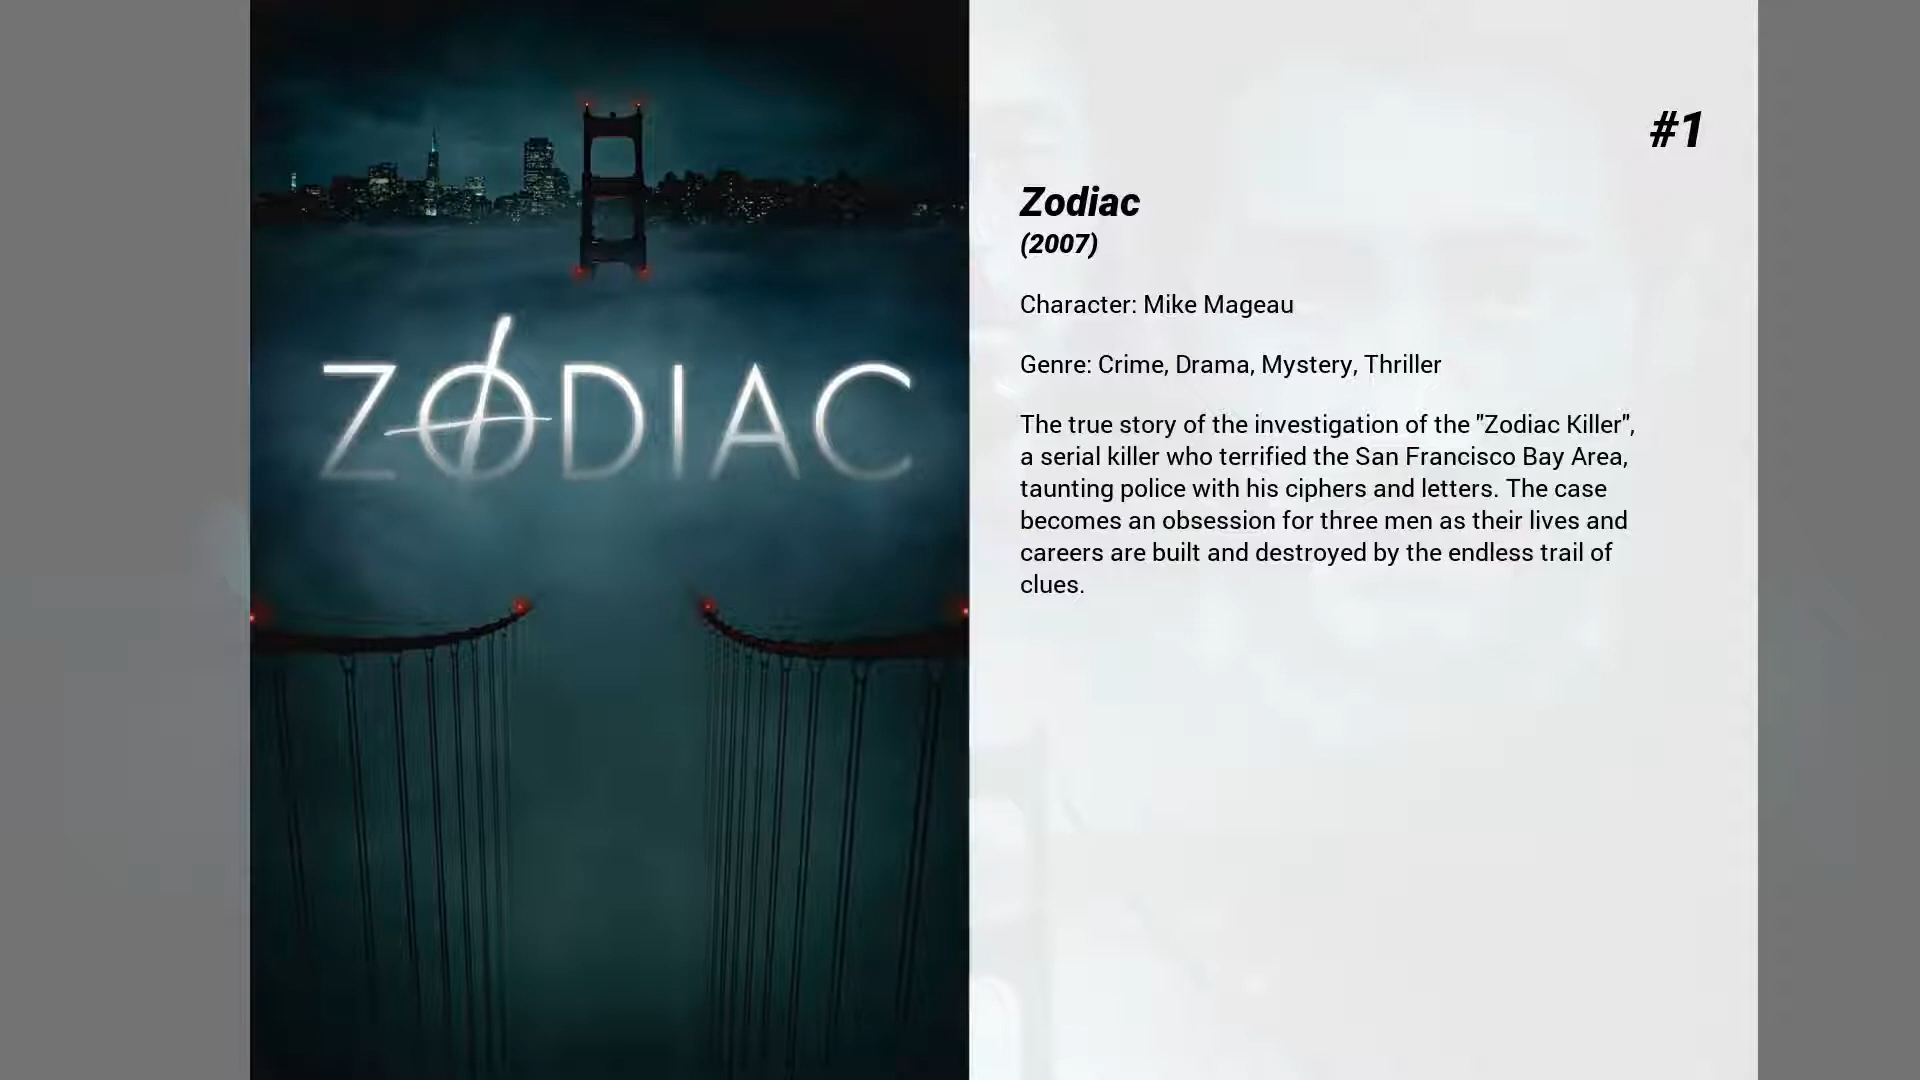 ZODIAC
#1
Zodiac
(2007)
Character: Mike Mageau
Genre: Crime, Drama, Mystery, Thriller
The true story of the investigation of the "Zodiac Killer",
a serial killer who terrified the San Francisco Bay Area,
taunting police with his ciphers and letters. The case
becomes an obsession for three men as their lives and
careers are built and destroyed by the endless trail of
clues.